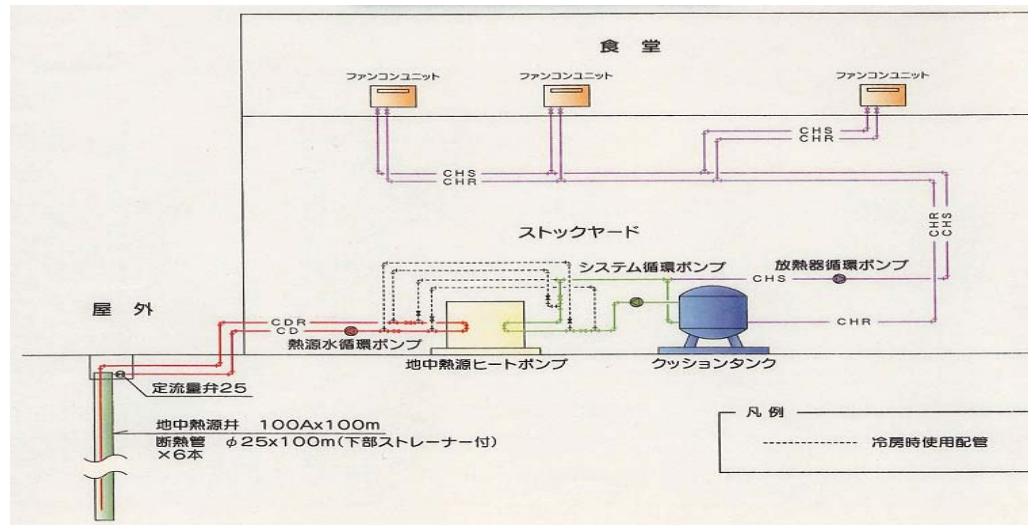 食堂
ファンコンユニット
ファンコンユニット
ファンコンユニット
CHS
CHR
CHS
CHR
CHR
CHS
ストックヤード
システム循環ポンプ
放熱器循環ポンプ
CHS
屋外
CDR
CD
熱源水循環ポンプ
CHR
地中熱源ヒートポンプ
クッションタンク
定流量弁25
地中熱源井 100A×100m
断熱管 φ25×100m(下部ストレーナー付)
×6本
凡例
冷房時使用配管